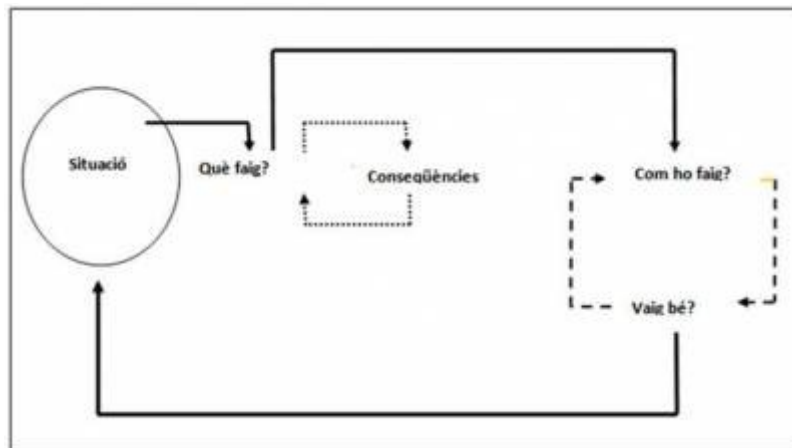 Situació
Què faig?
Conseqüències
Com ho faig?
Vaig bé?